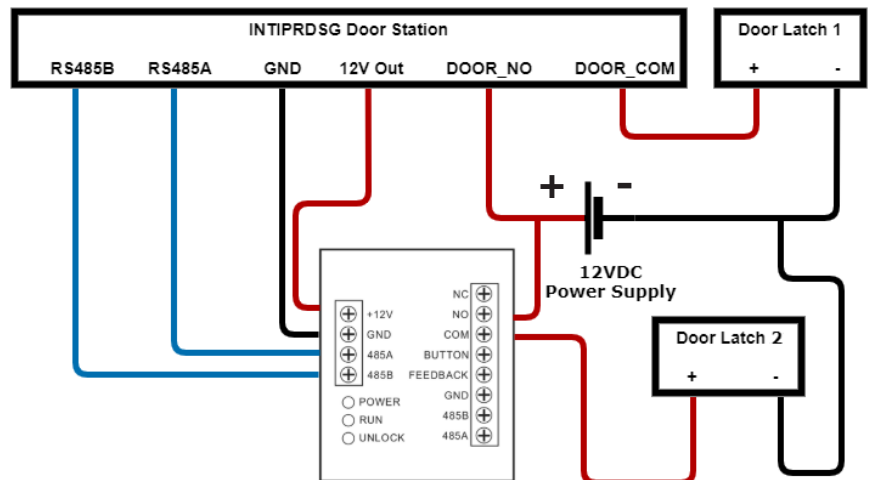 INTIPRDSG Door Station
RS485B RS485A GND 12V Out DOOR_NO DOOR_COM
Door Latch 1
+ -
+ -
12VDC
Power Supply
+12V
GND
485A
485B
POWER
RUN
UNLOCK
NC
NO
COM
BUTTON
FEEDBACK
GND
485B
485A
Door Latch 2
+ -